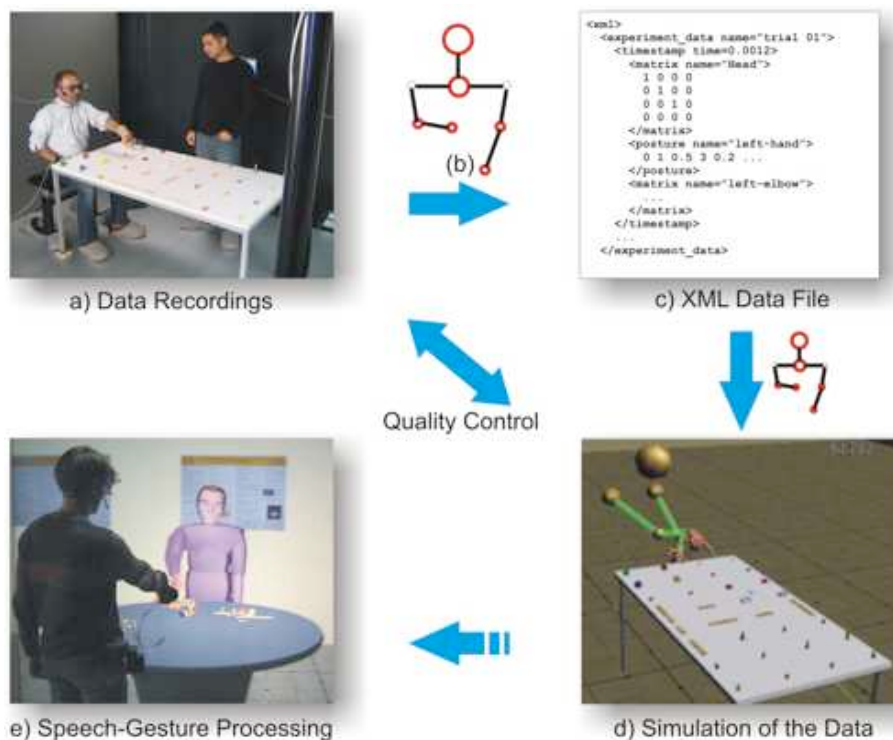 <xml>
<experiment_data name="trial 01">
<timestamp time=0.0012>
<matrix name="Head">
1 0 0 0
0 1 0 0
0 0 1 0
0 0 0 0
</matrix>
<posture name="left-hand">
0 1 0.5 3 0.2 ...
</posture>
<matrix name="left-elbow">
...
</matrix>
</timestamp>
...
</experiment_data>
(b)
a) Data Recordings
c) XML Data File
Quality Control
e) Speech-Gesture Processing
d) Simulation of the Data